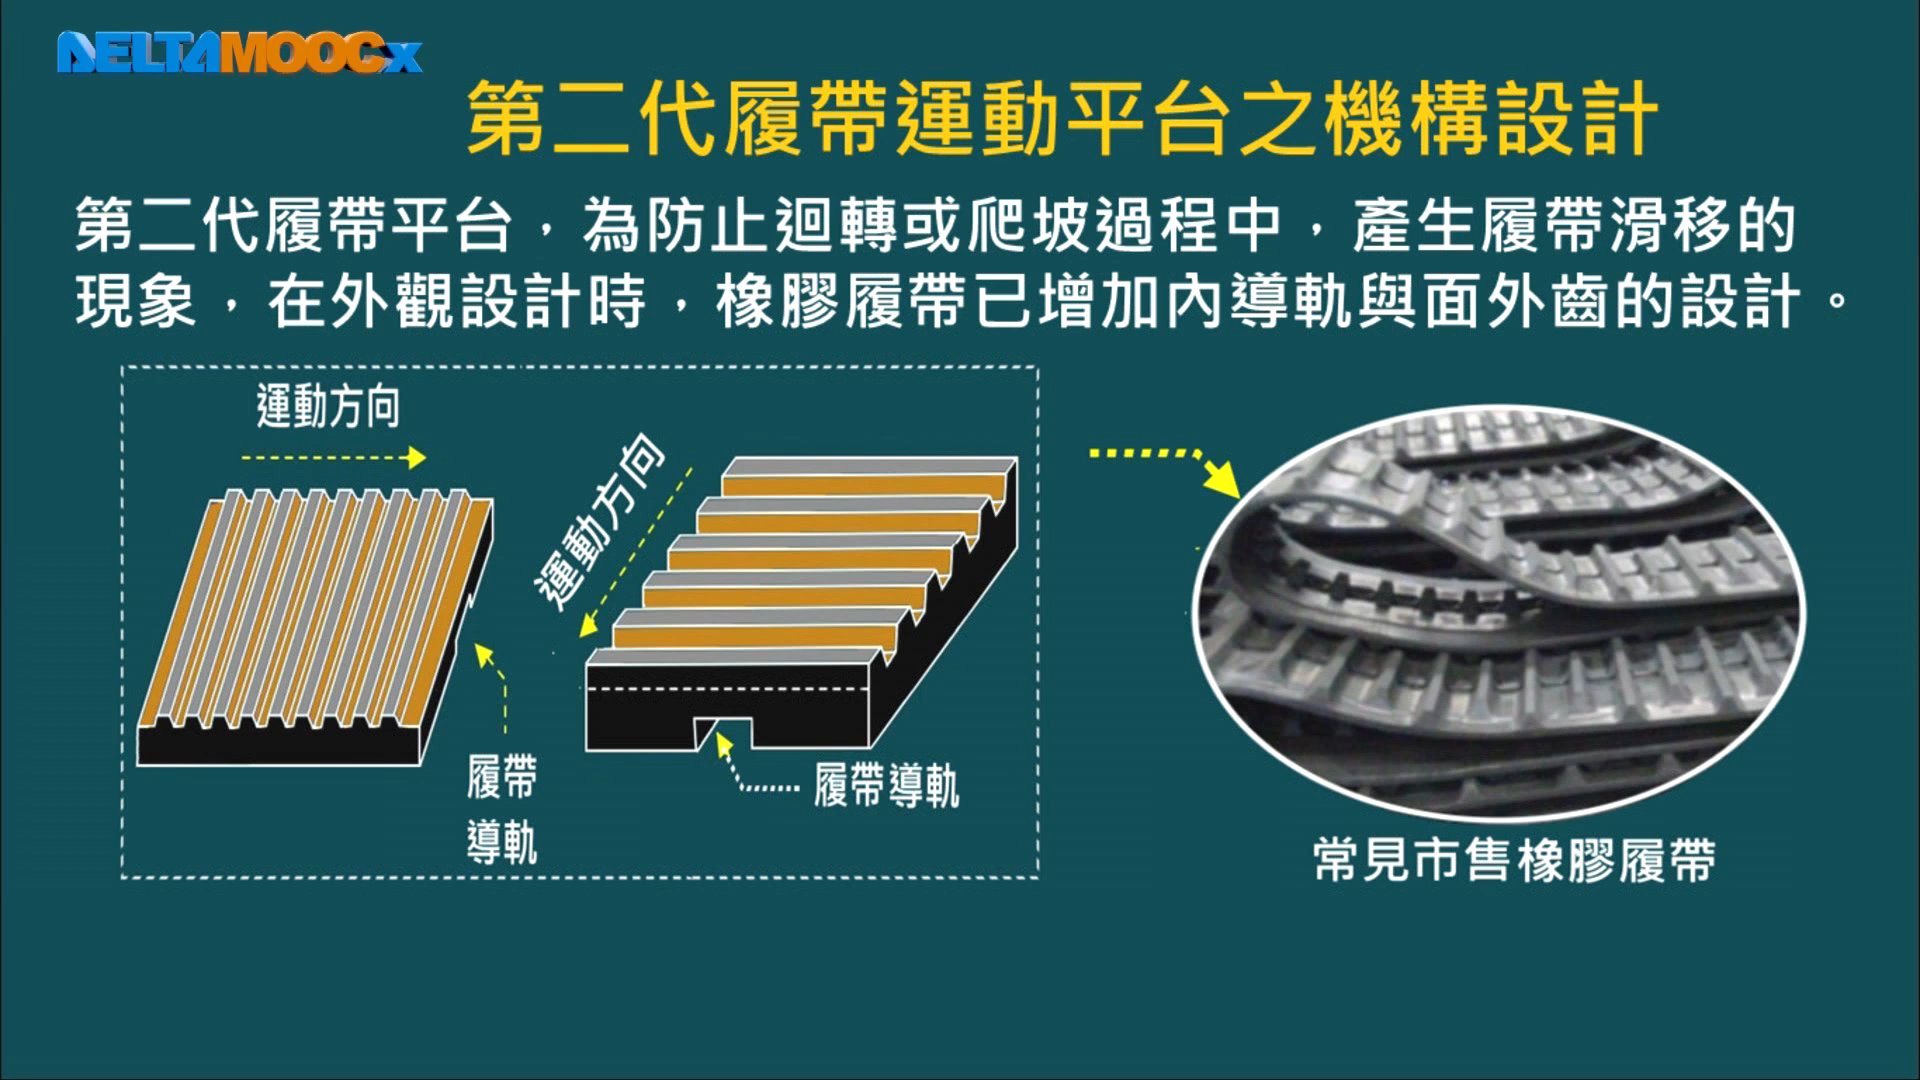 DELTAMOOCx
第二代履帶運動平台之機構設計
第二代履帶平台，為防止迴轉或爬坡過程中，產生履帶滑移的
現象，在外觀設計時，橡膠履帶已增加內導軌與面外齒的設計。
運動方向
運動方向
履帶
導軌
履帶導軌
常見市售橡膠履帶